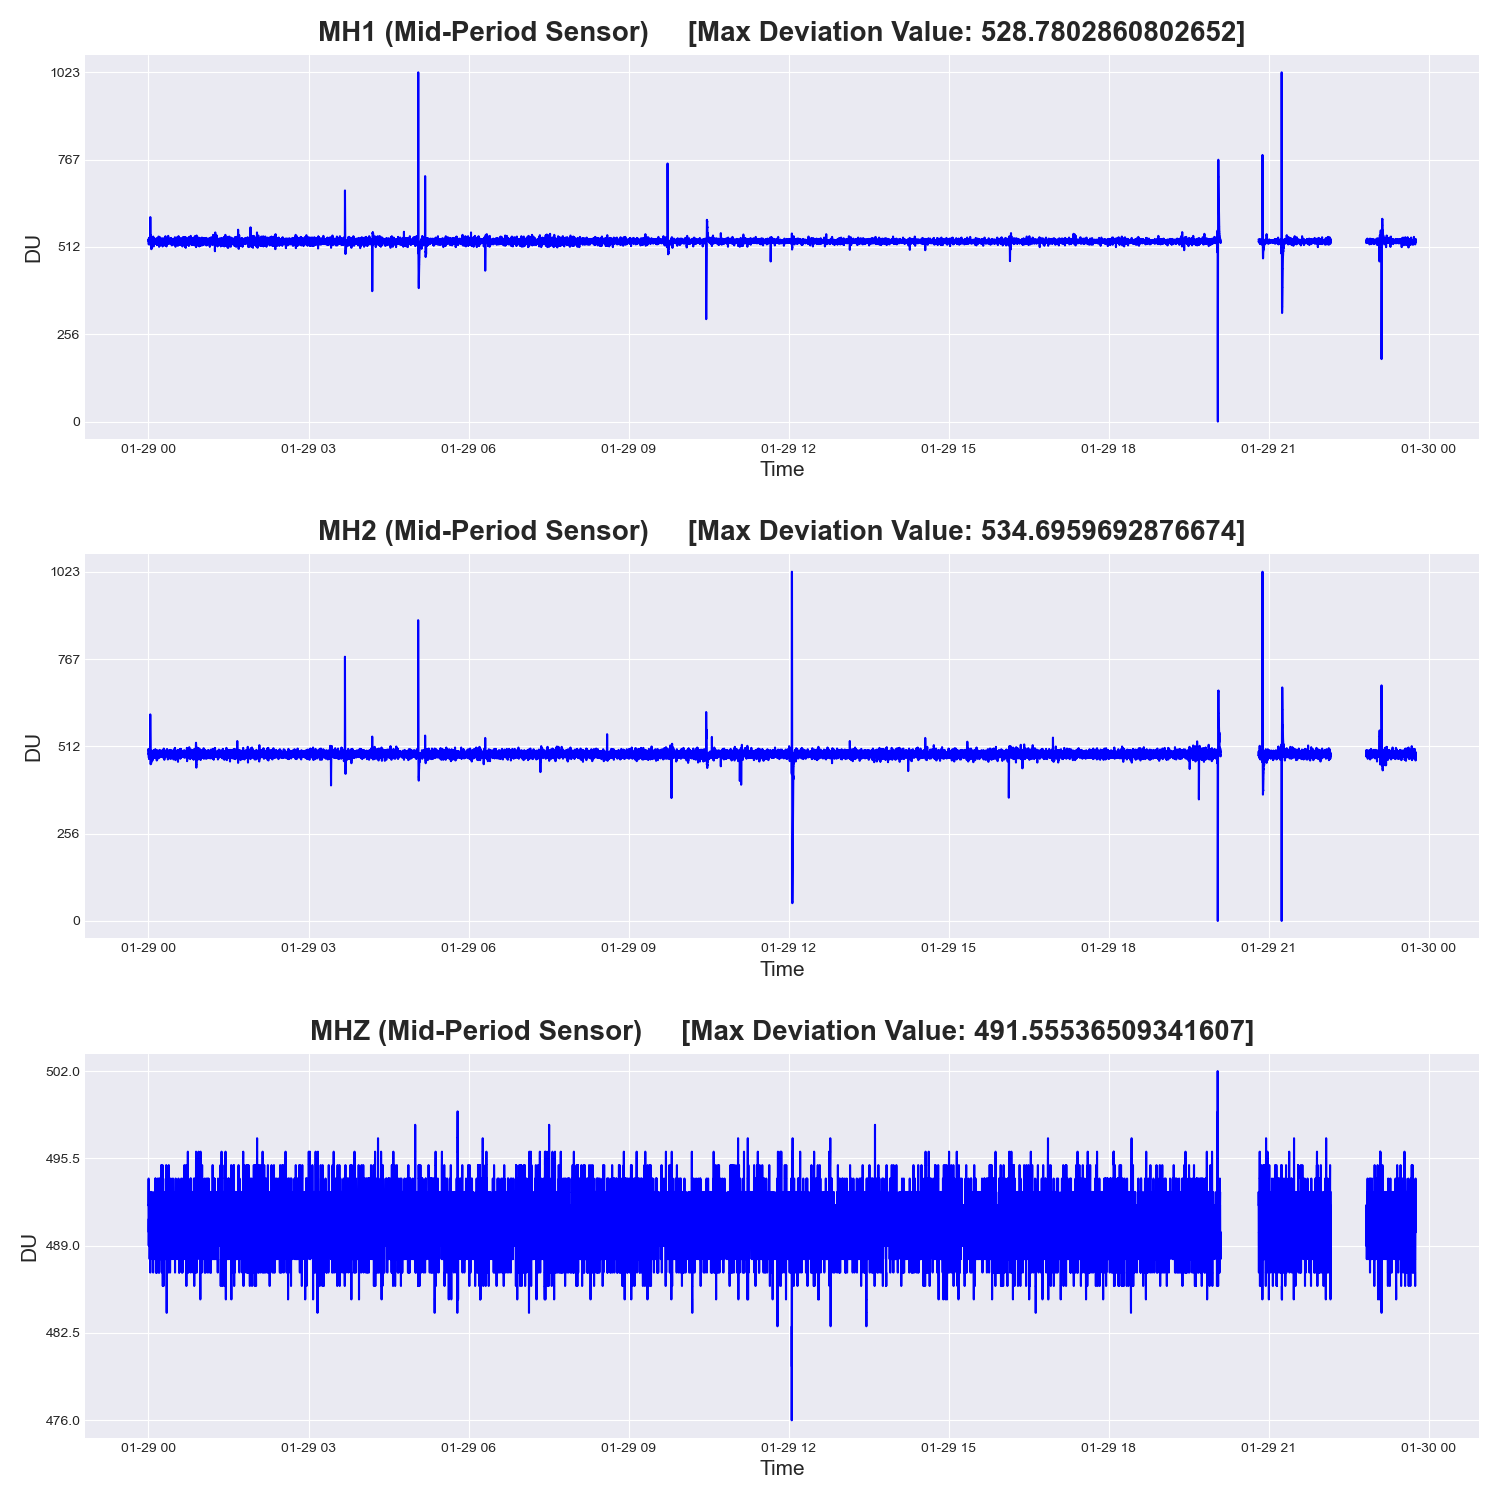 MH1 (Mid-Period Sensor) [Max Deviation Value: 528.7802860802652]
1023
767
512
256
0
DU
01-29 00 01-29 03 01-29 06 01-29 09 01-29 12 01-29 15 01-29 18 01-29 21 01-30 00
Time
MH2 (Mid-Period Sensor) [Max Deviation Value: 534.6959692876674]
1023
767
512
256
0
DU
01-29 00 01-29 03 01-29 06 01-29 09 01-29 12 01-29 15 01-29 18 01-29 21 01-30 00
Time
MHZ (Mid-Period Sensor) [Max Deviation Value: 491.55536509341607]
502.0
495.5
489.0
482.5
476.0
DU
01-29 00 01-29 03 01-29 06 01-29 09 01-29 12 01-29 15 01-29 18 01-29 21 01-30 00
Time